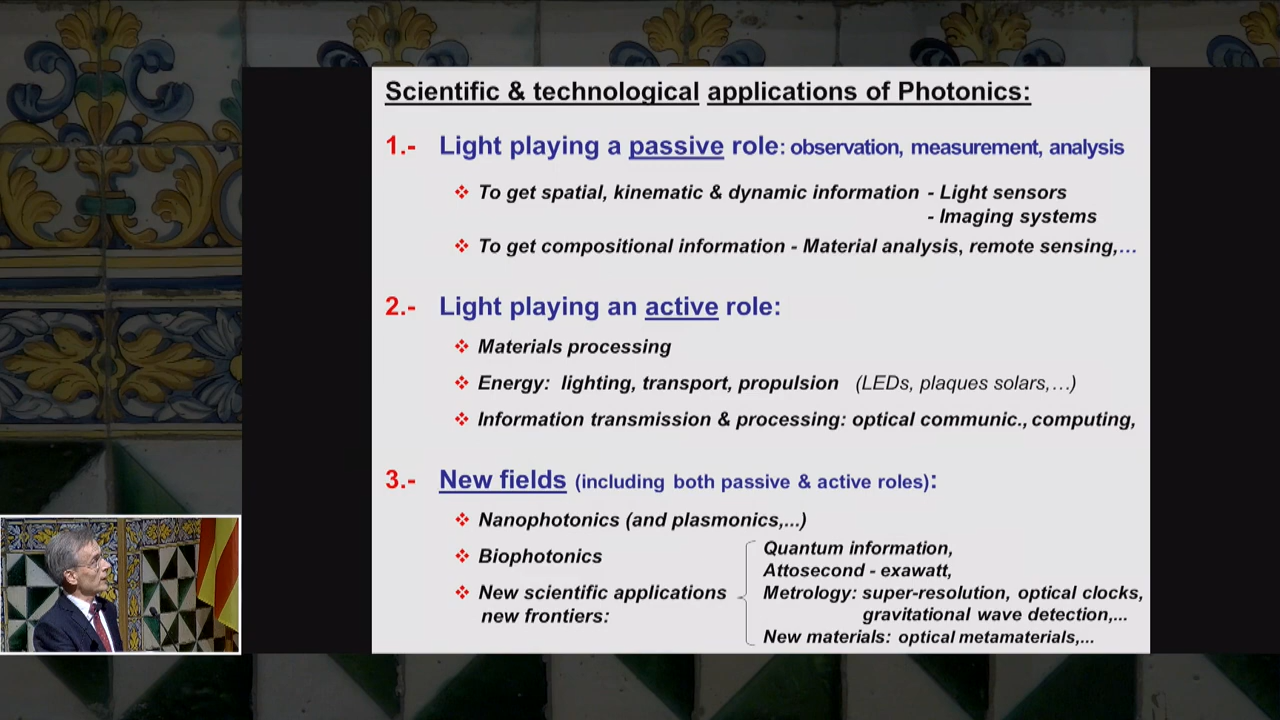 Scientific & technological applications of Photonics:
1.- Light playing a passive role: observation, measurement, analysis
❖ To get spatial, kinematic & dynamic information - Light sensors
- Imaging systems
❖ To get compositional information - Material analysis, remote sensing,…
2.- Light playing an active role:
❖ Materials processing
❖ Energy: lighting, transport, propulsion (LEDs, plaques solars,…)
❖ Information transmission & processing: optical communic., computing,
3.- New fields (including both passive & active roles):
❖ Nanophotonics (and plasmonics,...)
❖ Biophotonics
❖ New scientific applications
new frontiers:
Quantum information,
Attosecond - exawatt,
Metrology: super-resolution, optical clocks,
gravitational wave detection,...
New materials: optical metamaterials,...